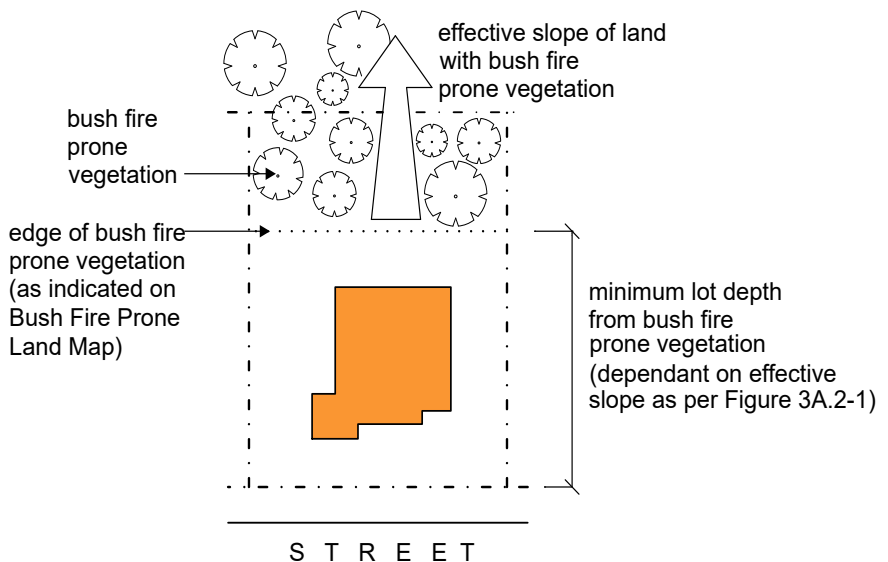 effective slope of land
with bush fire
prone vegetation
bush fire
prone
vegetation
edge of bush fire
prone vegetation
(as indicated on
Bush Fire Prone
Land Map)
minimum lot depth
from bush fire
prone vegetation
(dependant on effective
slope as per Figure 3A.2-1)
S T R E E T